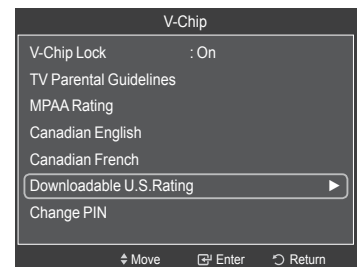 V-Chip
V-Chip Lock : On
TV Parental Guidelines
MPAA Rating
Canadian English
Canadian French
Downloadable U.S.Rating
Change PIN
Move Enter Return